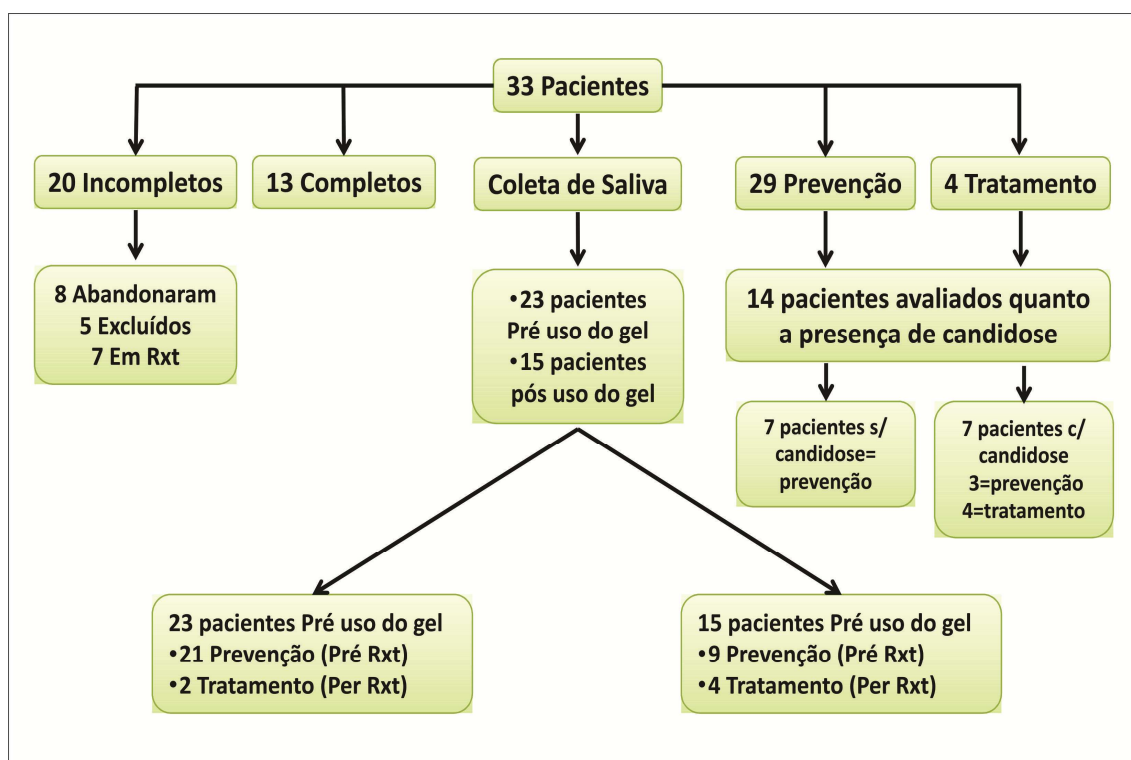 33 Pacientes
20 Incompletos
13 Completos
Coleta de Saliva
29 Prevenção
4 Tratamento
8 Abandonaram
5 Excluídos
7 Em Rxt
•23 pacientes
Pré uso do gel
•15 pacientes
pós uso do gel
14 pacientes avaliados quanto
a presença de candidose
7 pacientes s/
candidose=
prevenção
7 pacientes c/
candidose
3=prevenção
4=tratamento
23 pacientes Pré uso do gel
•21 Prevenção (Pré Rxt)
•2 Tratamento (Per Rxt)
15 pacientes Pré uso do gel
•9 Prevenção (Pré Rxt)
•4 Tratamento (Per Rxt)